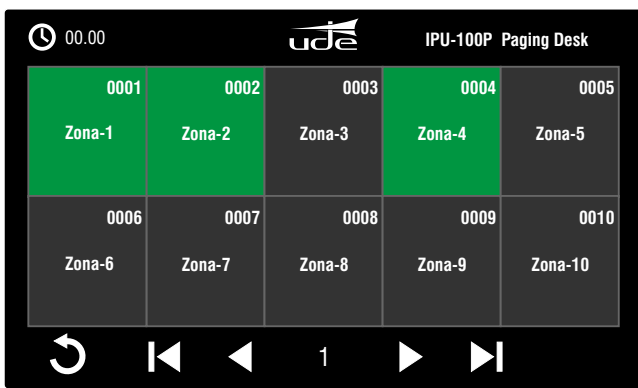 00.00 ude IPU-100P Paging Desk
0001 0002 0003 0004 0005
Zona-1 Zona-2 Zona-3 Zona-4 Zona-5
0006 0007 0008 0009 0010
Zona-6 Zona-7 Zona-8 Zona-9 Zona-10
1